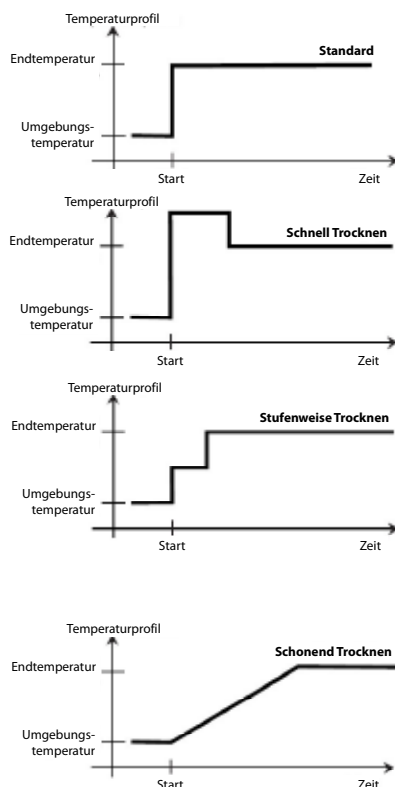 Temperaturprofil
Standard
Endtemperatur
Umgebungs-
temperatur
Start
Zeit
Temperaturprofil
Schnell Trocknen
Endtemperatur
Umgebungs-
temperatur
Start
Zeit
Temperaturprofil
Stufenweise Trocknen
Endtemperatur
Umgebungs-
temperatur
Start
Zeit
Temperaturprofil
Schonend Trocknen
Endtemperatur
Umgebungs-
temperatur
Start
Zeit